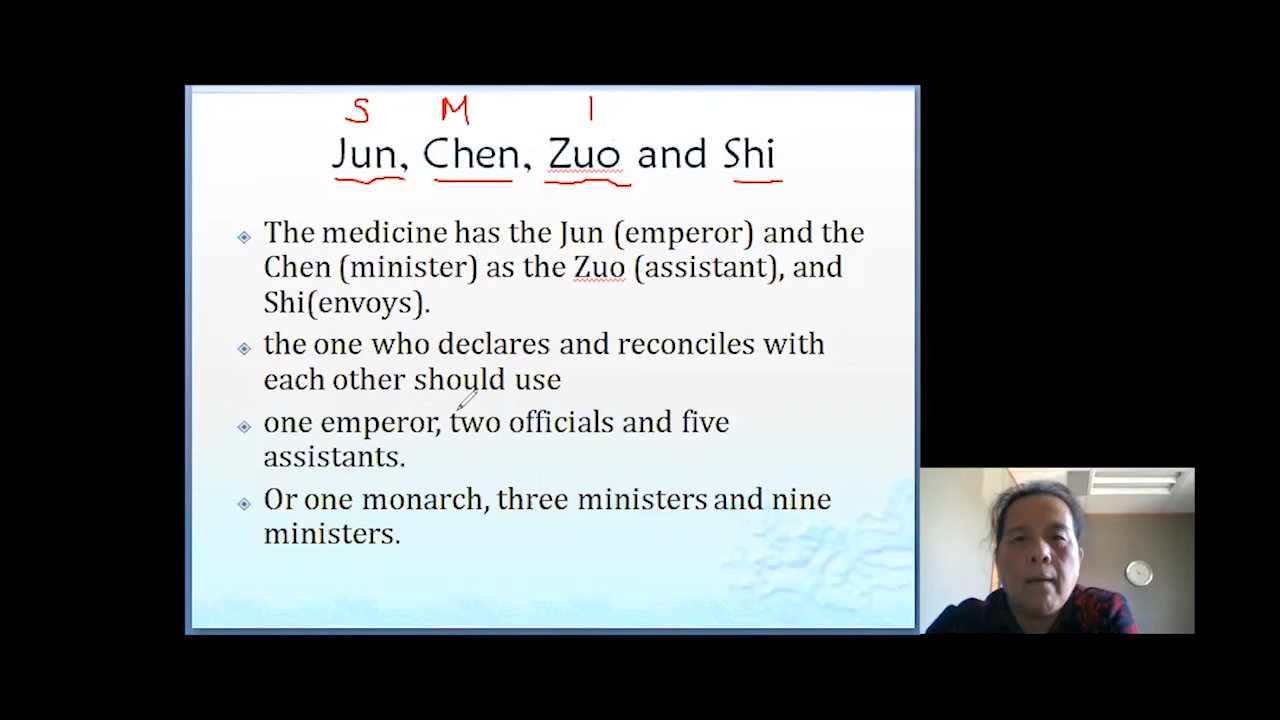 S M I
Jun, Chen, Zuo and Shi
The medicine has the Jun (emperor) and the
Chen (minister) as the Zuo (assistant), and
Shi(envoys).
the one who declares and reconciles with
each other should use
one emperor, two officials and five
assistants.
Or one monarch, three ministers and nine
ministers.